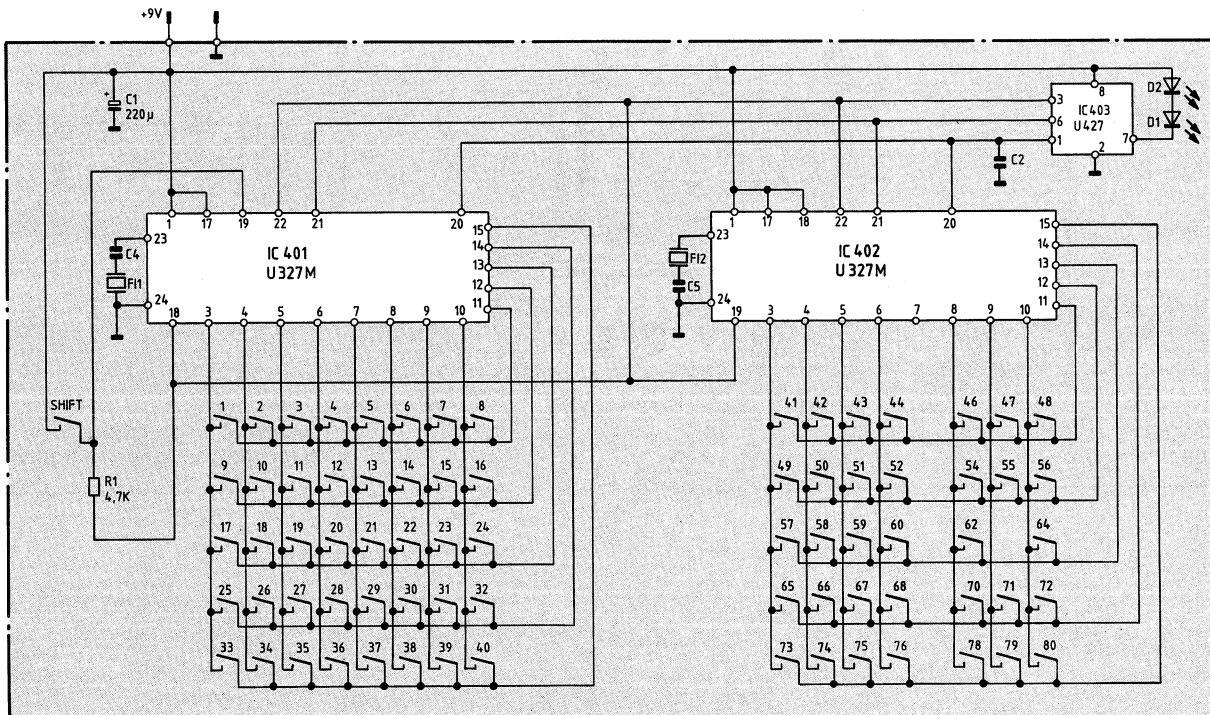 +9V
C1
220µ
+
3
6
1
8
IC403
U427
7
2
D2
D1
C2
1 17 19 22 21 20
23
C4
FI1
24
IC 401
U327M
15
14
13
12
11
18 3 4 5 6 7 8 9 10
1 17 18 22 21 20
23
FI2
C5
24
IC 402
U327M
15
14
13
12
11
19 3 4 5 6 7 8 9 10
SHIFT
R1
4,7K
1 2 3 4 5 6 7 8
9 10 11 12 13 14 15 16
17 18 19 20 21 22 23 24
25 26 27 28 29 30 31 32
33 34 35 36 37 38 39 40
41 42 43 44 46 47 48
49 50 51 52 54 55 56
57 58 59 60 62 64
65 66 67 68 70 71 72
73 74 75 76 78 79 80